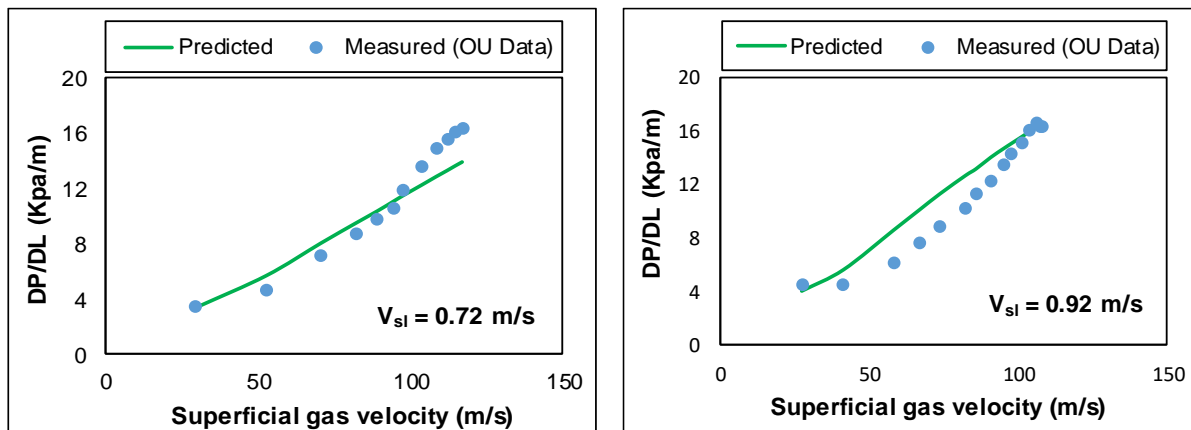 Predicted Measured (OU Data)
20
16
12
8
4
0
DP/DL (Kpa/m)
V_sl = 0.72 m/s
0 50 100 150
Superficial gas velocity (m/s)
Predicted Measured (OU Data)
20
16
12
8
4
0
DP/DL (Kpa/m)
V_sl = 0.92 m/s
0 50 100 150
Superficial gas velocity (m/s)